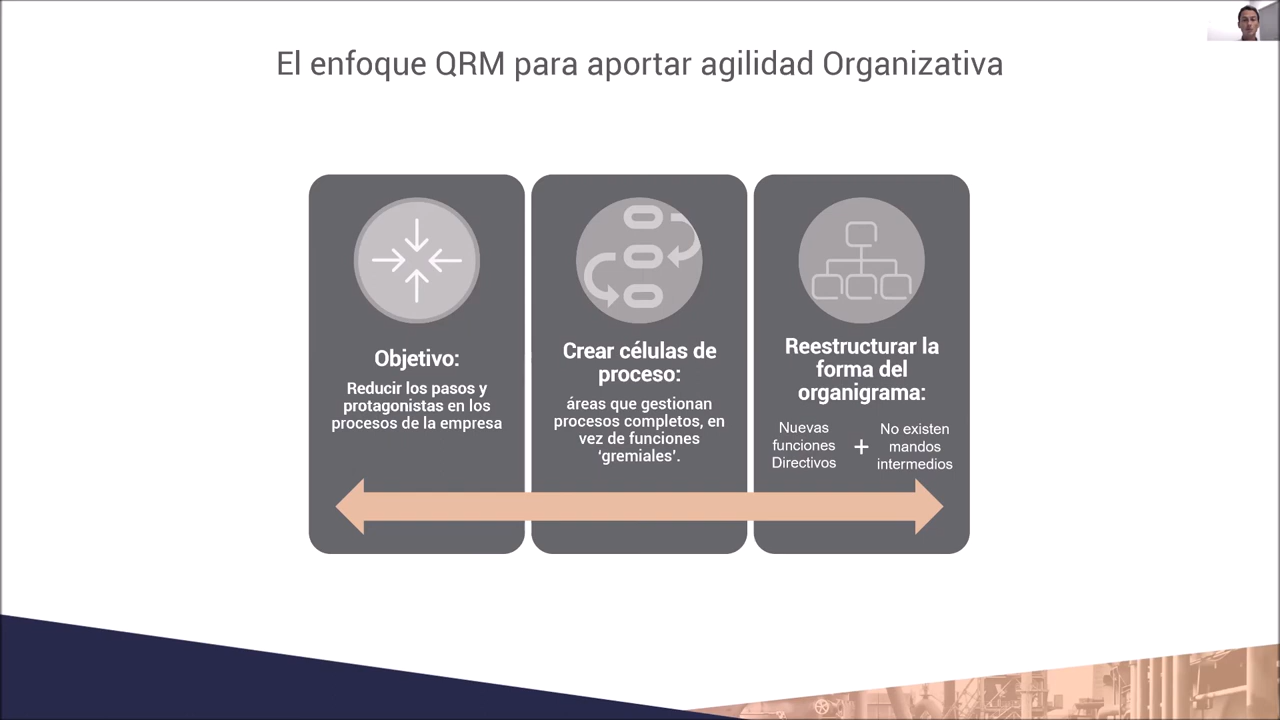 El enfoque QRM para aportar agilidad Organizativa
Objetivo:
Reducir los pasos y
protagonistas en los
procesos de la empresa
Crear células de
proceso:
áreas que gestionan
procesos completos, en
vez de funciones
‘gremiales’.
Reestructurar la
forma del
organigrama:
Nuevas
funciones
Directivos
+
No existen
mandos
intermedios